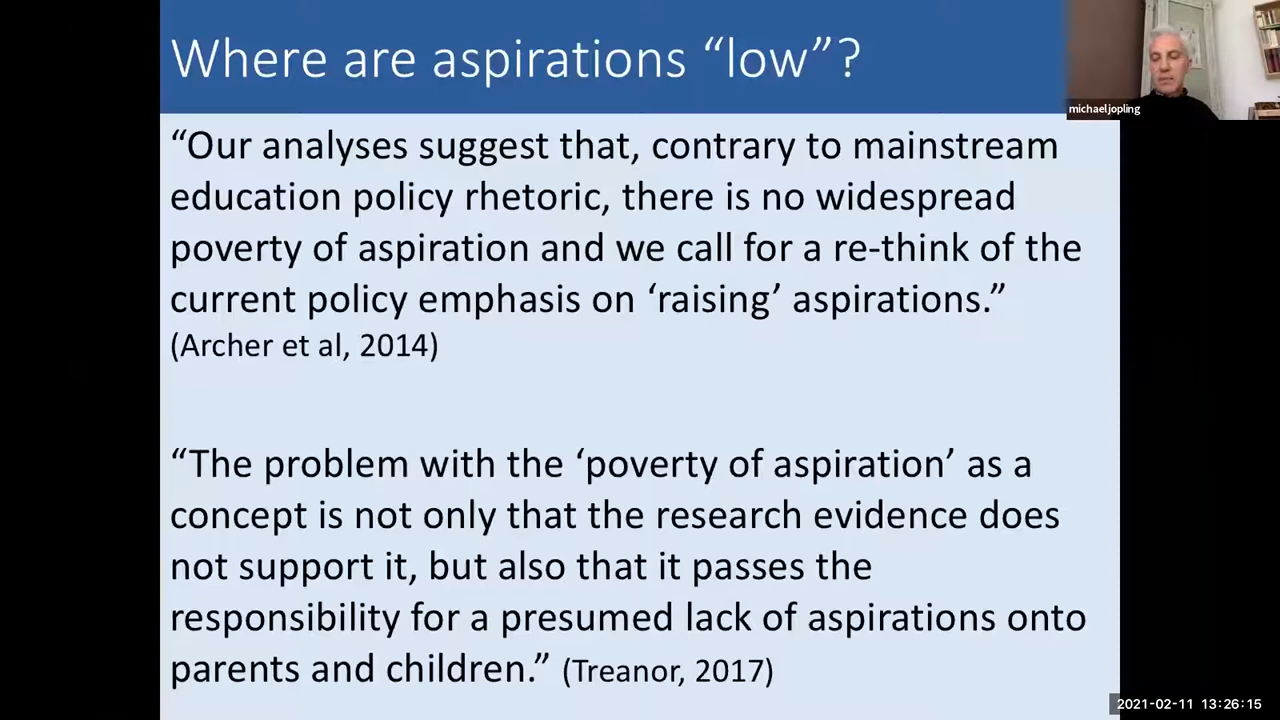 Where are aspirations “low”?
michael jopling
“Our analyses suggest that, contrary to mainstream
education policy rhetoric, there is no widespread
poverty of aspiration and we call for a re-think of the
current policy emphasis on ‘raising’ aspirations.”
(Archer et al, 2014)
“The problem with the ‘poverty of aspiration’ as a
concept is not only that the research evidence does
not support it, but also that it passes the
responsibility for a presumed lack of aspirations onto
parents and children.” (Treanor, 2017)
2021-02-11 13:26:15